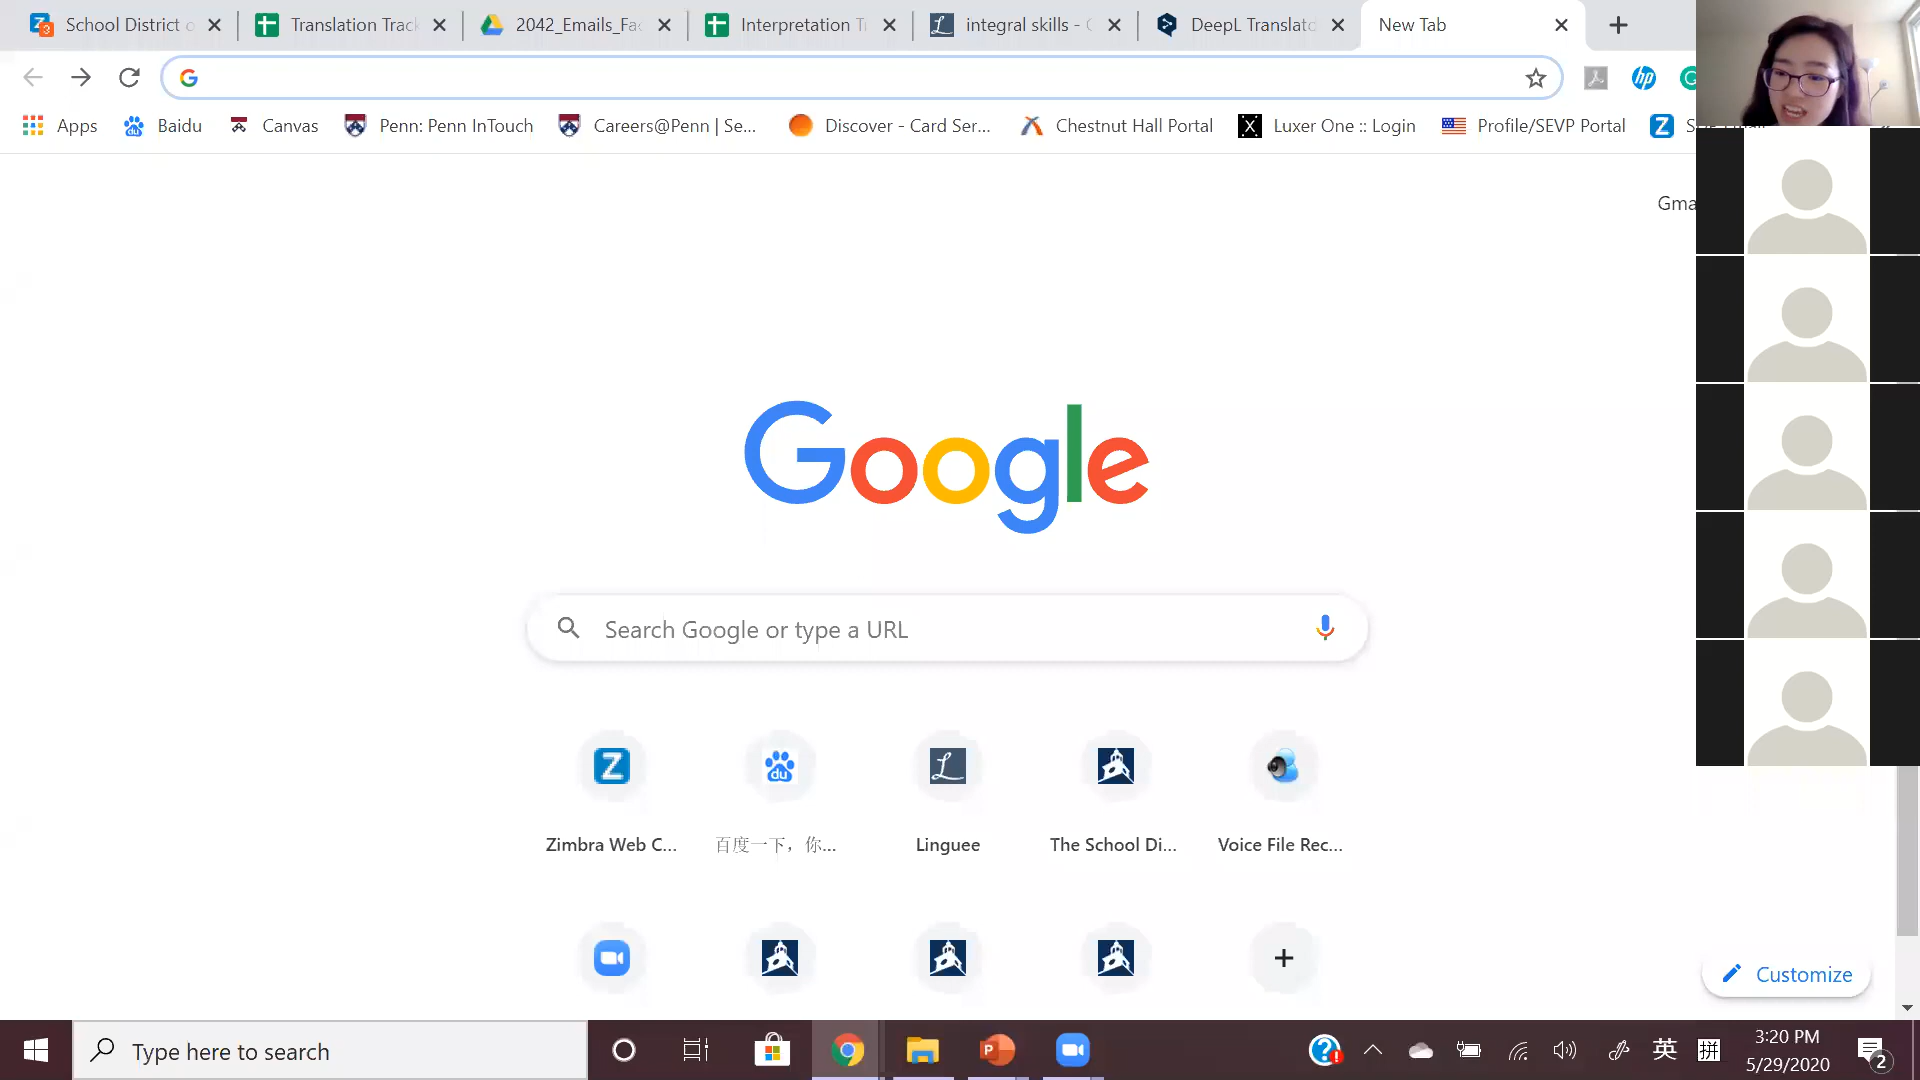 School District o
Translation Track
2042_Emails_Fac
Interpretation T
integral skills -
DeepL Translato
New Tab
Apps
Baidu
Canvas
Penn: Penn InTouch
Careers@Penn | Se...
Discover - Card Ser...
Chestnut Hall Portal
Luxer One :: Login
Profile/SEVP Portal
Gma
Google
Search Google or type a URL
Zimbra Web C...
百度一下，你...
Linguee
The School Di...
Voice File Rec...
Customize
Type here to search
英
拼
3:20 PM
5/29/2020
2